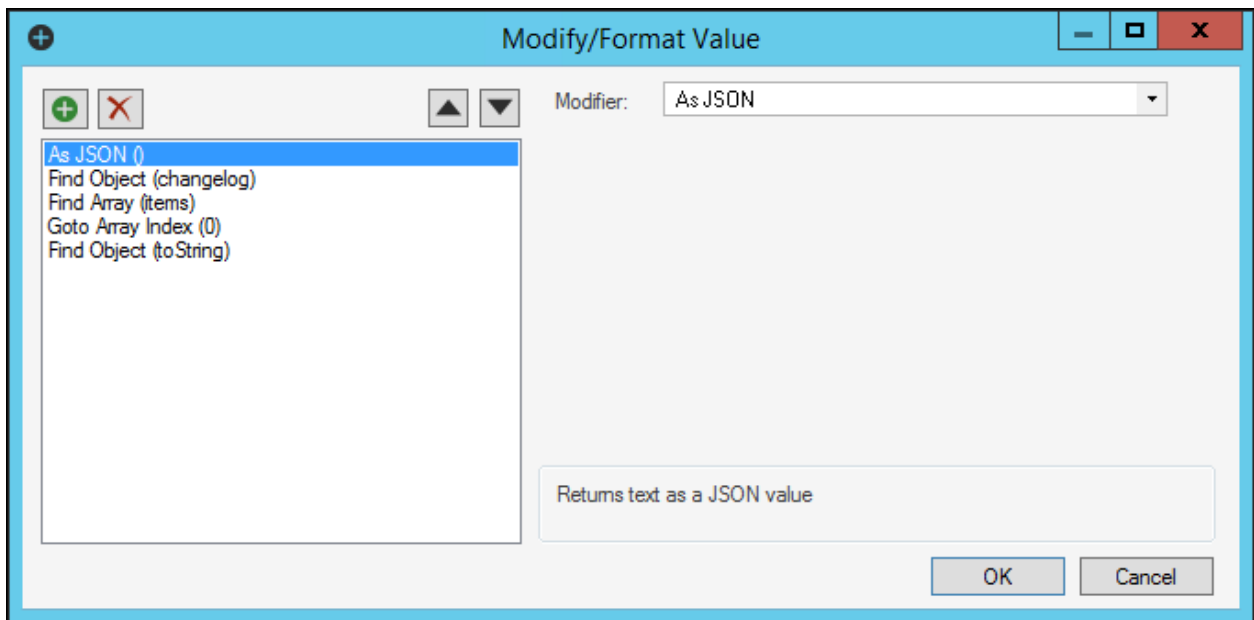 Modify/Format Value
Modifier:
As JSON
As JSON ()
Find Object (changelog)
Find Array (items)
Goto Array Index (0)
Find Object (toString)
Returns text as a JSON value
OK
Cancel